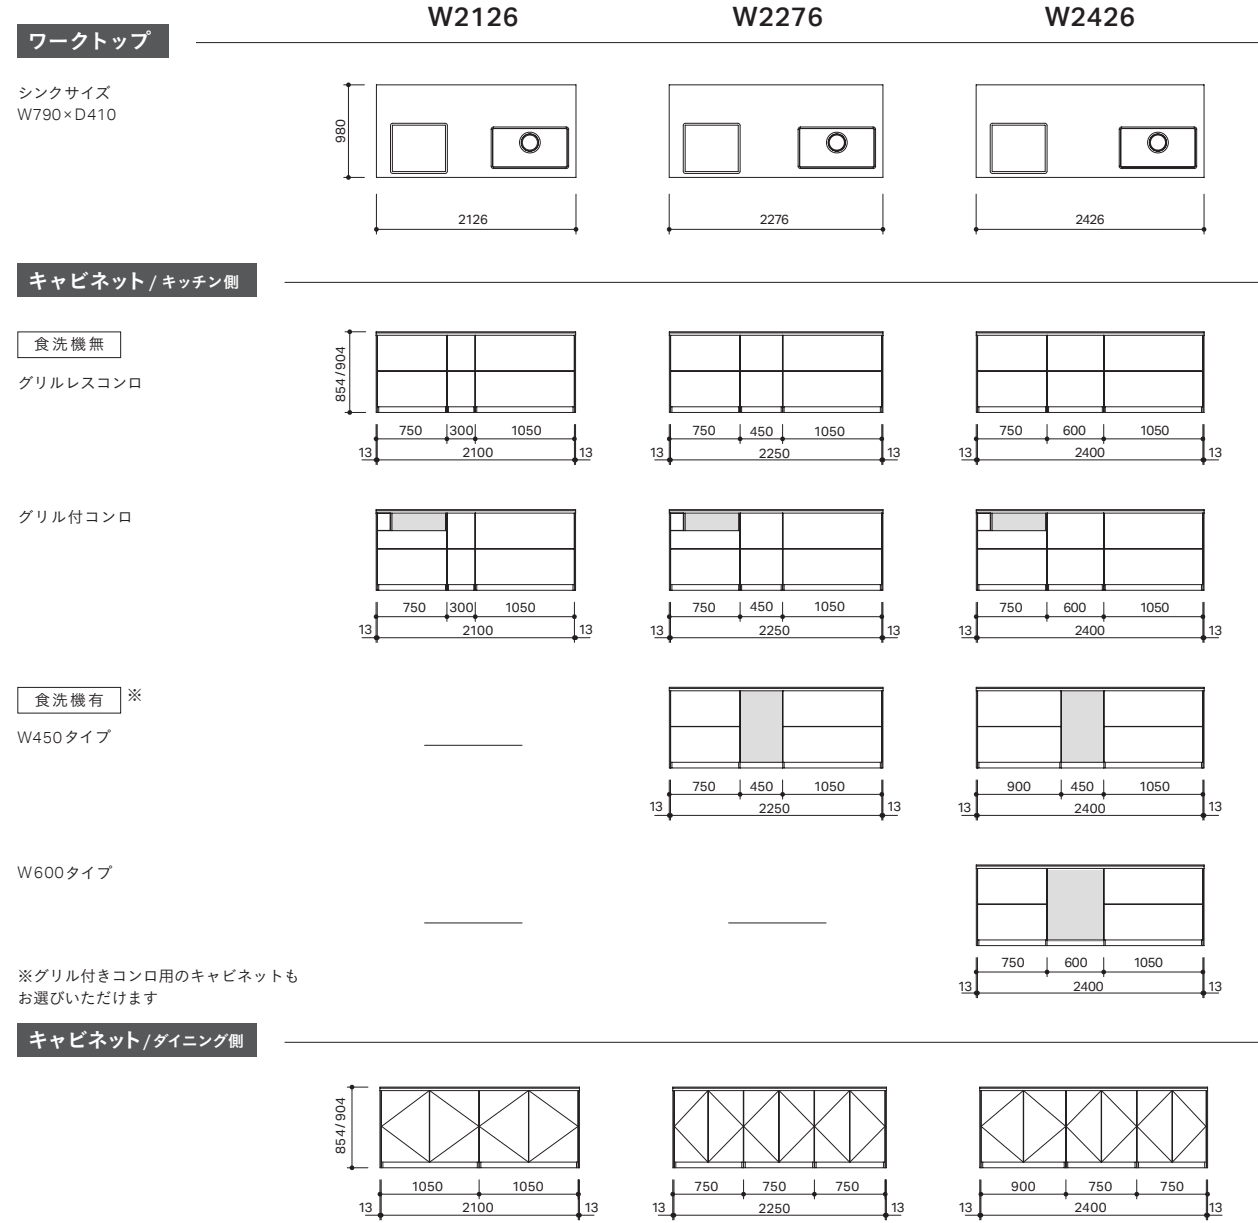 W2126 W2276 W2426
ワークトップ
シンクサイズ
W790×D410
980
2126 2276 2426
キャビネット/キッチン側
食洗機無
グリルレスコンロ
854/904
750 300 1050 750 450 1050 750 600 1050
13 2100 13 13 2250 13 13 2400 13
グリル付コンロ
750 300 1050 750 450 1050 750 600 1050
13 2100 13 13 2250 13 13 2400 13
食洗機有 ※
W450タイプ
750 450 1050 900 450 1050
13 2250 13 13 2400 13
W600タイプ
750 600 1050
13 2400 13
※グリル付きコンロ用のキャビネットも
お選びいただけます
キャビネット/ダイニング側
854/904
1050 1050 750 750 750 900 750 750
13 2100 13 13 2250 13 13 2400 13